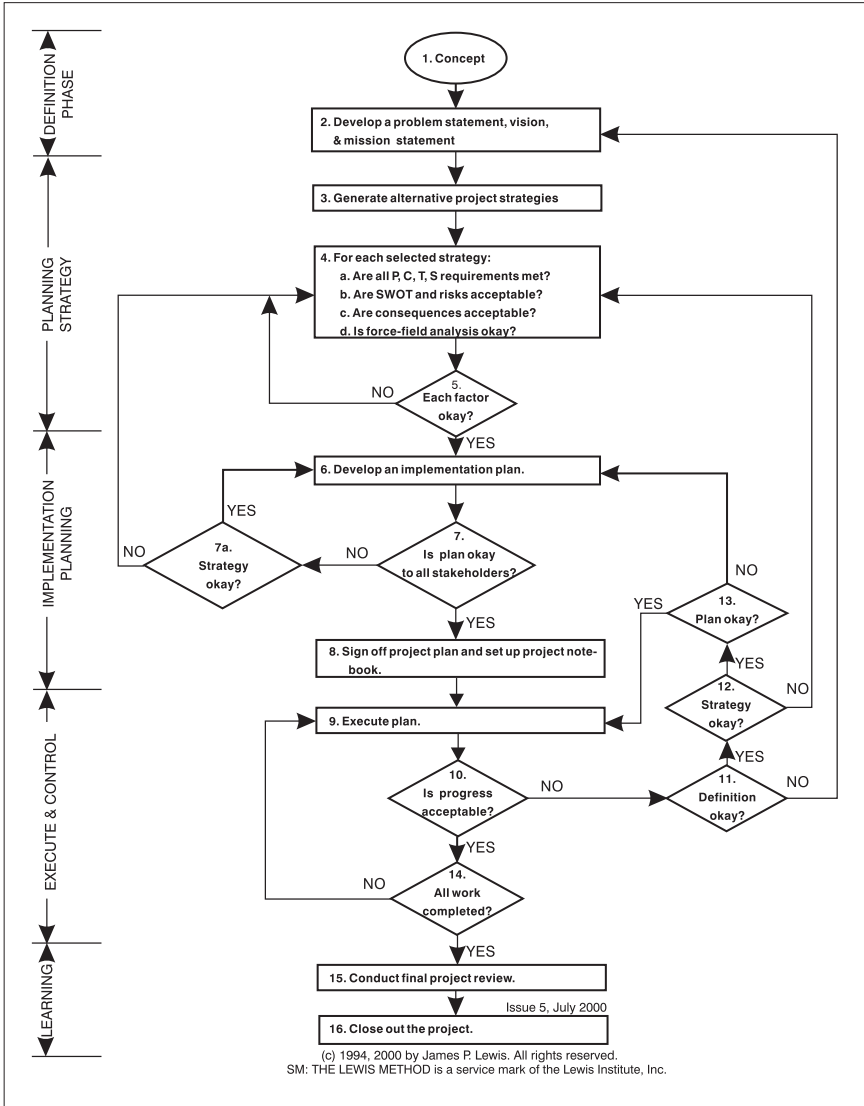 DEFINITION
PHASE
1. Concept
2. Develop a problem statement, vision,
& mission statement
PLANNING
STRATEGY
3. Generate alternative project strategies
4. For each selected strategy:
a. Are all P, C, T, S requirements met?
b. Are SWOT and risks acceptable?
c. Are consequences acceptable?
d. Is force-field analysis okay?
NO
5.
Each factor
okay?
YES
IMPLEMENTATION
PLANNING
6. Develop an implementation plan.
YES
NO
7a.
Strategy
okay?
NO
7.
Is plan okay
to all stakeholders?
YES
NO
YES
13.
Plan okay?
8. Sign off project plan and set up project note-
book.
YES
12.
Strategy
okay?
NO
EXECUTE & CONTROL
9. Execute plan.
YES
10.
Is progress
acceptable?
NO
11.
Definition
okay?
NO
YES
NO
14.
All work
completed?
YES
LEARNING
15. Conduct final project review.
Issue 5, July 2000
16. Close out the project.
(c) 1994, 2000 by James P. Lewis. All rights reserved.
SM: THE LEWIS METHOD is a service mark of the Lewis Institute, Inc.